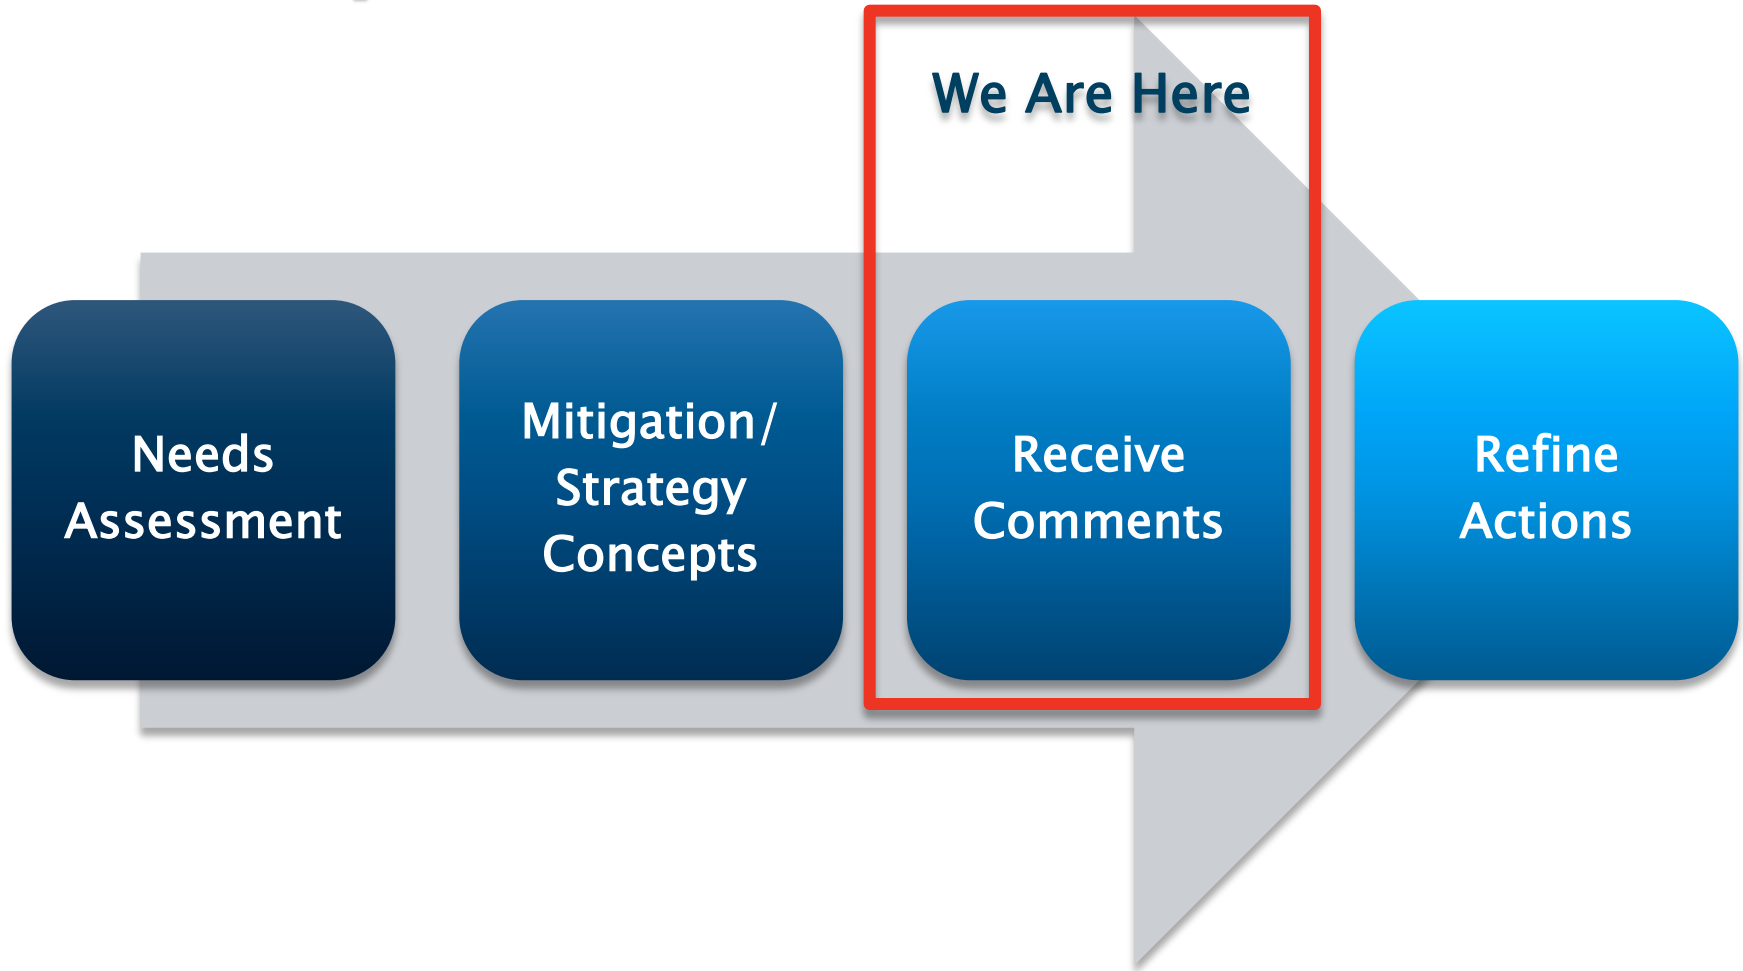 We Are Here
Needs
Assessment
Mitigation/
Strategy
Concepts
Receive
Comments
Refine
Actions